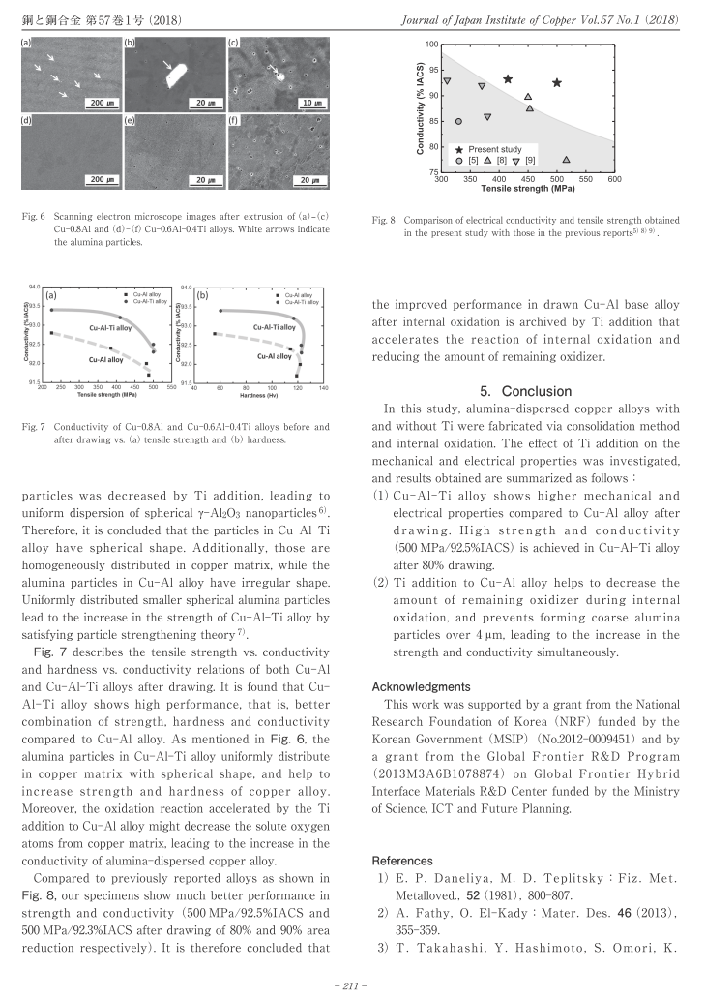 銅と銅合金 第57巻1号（2018）
Journal of Japan Institute of Copper Vol.57 No.1 (2018)
(a)
(b)
(c)
200 μm
20 μm
10 μm
(d)
(e)
(f)
200 μm
20 μm
20 μm
Fig. 6 Scanning electron microscope images after extrusion of (a)-(c)
Cu-0.8Al and (d)-(f) Cu-0.6Al-0.4Ti alloys. White arrows indicate
the alumina particles.
94.0
93.5
93.0
92.5
92.0
91.5
Conductivity (% IACS)
(a)
Cu-Al alloy
Cu-Al-Ti alloy
Cu-Al-Ti alloy
Cu-Al alloy
200 250 300 350 400 450 500 550
Tensile strength (MPa)
94.0
93.5
93.0
92.5
92.0
91.5
Conductivity (% IACS)
(b)
Cu-Al alloy
Cu-Al-Ti alloy
Cu-Al-Ti alloy
Cu-Al alloy
40 60 80 100 120 140
Hardness (Hv)
Fig. 7 Conductivity of Cu-0.8Al and Cu-0.6Al-0.4Ti alloys before and
after drawing vs. (a) tensile strength and (b) hardness.
particles was decreased by Ti addition, leading to
uniform dispersion of spherical γ-Al2O3 nanoparticles 6).
Therefore, it is concluded that the particles in Cu-Al-Ti
alloy have spherical shape. Additionally, those are
homogeneously distributed in copper matrix, while the
alumina particles in Cu-Al alloy have irregular shape.
Uniformly distributed smaller spherical alumina particles
lead to the increase in the strength of Cu-Al-Ti alloy by
satisfying particle strengthening theory 7).
Fig. 7 describes the tensile strength vs. conductivity
and hardness vs. conductivity relations of both Cu-Al
and Cu-Al-Ti alloys after drawing. It is found that Cu-
Al-Ti alloy shows high performance, that is, better
combination of strength, hardness and conductivity
compared to Cu-Al alloy. As mentioned in Fig. 6, the
alumina particles in Cu-Al-Ti alloy uniformly distribute
in copper matrix with spherical shape, and help to
increase strength and hardness of copper alloy.
Moreover, the oxidation reaction accelerated by the Ti
addition to Cu-Al alloy might decrease the solute oxygen
atoms from copper matrix, leading to the increase in the
conductivity of alumina-dispersed copper alloy.
Compared to previously reported alloys as shown in
Fig. 8, our specimens show much better performance in
strength and conductivity (500 MPa/92.5%IACS and
500 MPa/92.3%IACS after drawing of 80% and 90% area
reduction respectively). It is therefore concluded that
100
95
90
85
80
75
Conductivity (% IACS)
Present study
[5] [8] [9]
300 350 400 450 500 550 600
Tensile strength (MPa)
Fig. 8 Comparison of electrical conductivity and tensile strength obtained
in the present study with those in the previous reports5) 8) 9).
the improved performance in drawn Cu-Al base alloy
after internal oxidation is archived by Ti addition that
accelerates the reaction of internal oxidation and
reducing the amount of remaining oxidizer.
5. Conclusion
In this study, alumina-dispersed copper alloys with
and without Ti were fabricated via consolidation method
and internal oxidation. The effect of Ti addition on the
mechanical and electrical properties was investigated,
and results obtained are summarized as follows：
(1) Cu-Al-Ti alloy shows higher mechanical and
electrical properties compared to Cu-Al alloy after
drawing. High strength and conductivity
(500 MPa/92.5%IACS) is achieved in Cu-Al-Ti alloy
after 80% drawing.
(2) Ti addition to Cu-Al alloy helps to decrease the
amount of remaining oxidizer during internal
oxidation, and prevents forming coarse alumina
particles over 4 μm, leading to the increase in the
strength and conductivity simultaneously.
Acknowledgments
This work was supported by a grant from the National
Research Foundation of Korea (NRF) funded by the
Korean Government (MSIP) (No.2012-0009451) and by
a grant from the Global Frontier R&D Program
(2013M3A6B1078874) on Global Frontier Hybrid
Interface Materials R&D Center funded by the Ministry
of Science, ICT and Future Planning.
References
1) E. P. Daneliya, M. D. Teplitsky：Fiz. Met.
Metalloved., 52 (1981), 800-807.
2) A. Fathy, O. El-Kady：Mater. Des. 46 (2013),
355-359.
3) T. Takahashi, Y. Hashimoto, S. Omori, K.
- 211 -